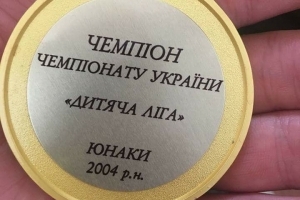 ЧЕМПІОН
ЧЕМПІОНАТУ УКРАЇНИ
«ДИТЯЧА ЛІГА»
ЮНАКИ
2004 р.н.